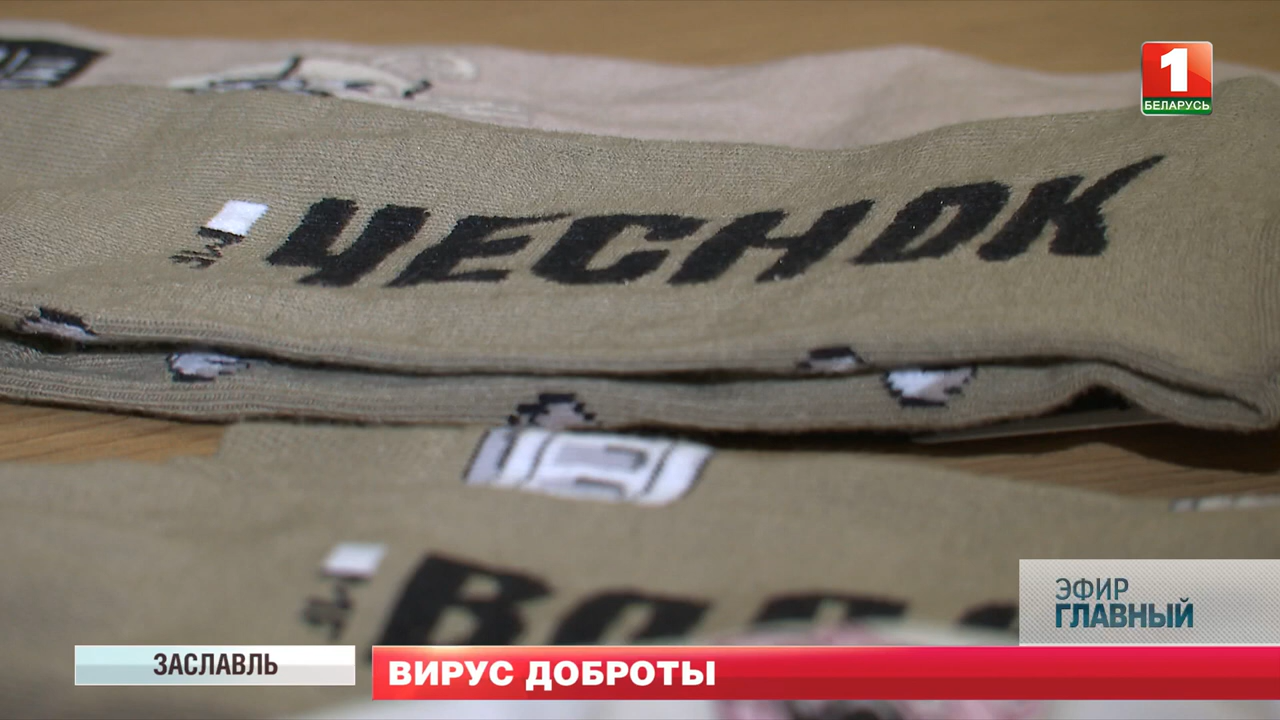 1
БЕЛАРУСЬ
ЧЕСНОК
ЭФИР
ГЛАВНЫЙ
ЗАСЛАВЛЬ
ВИРУС ДОБРОТЫ